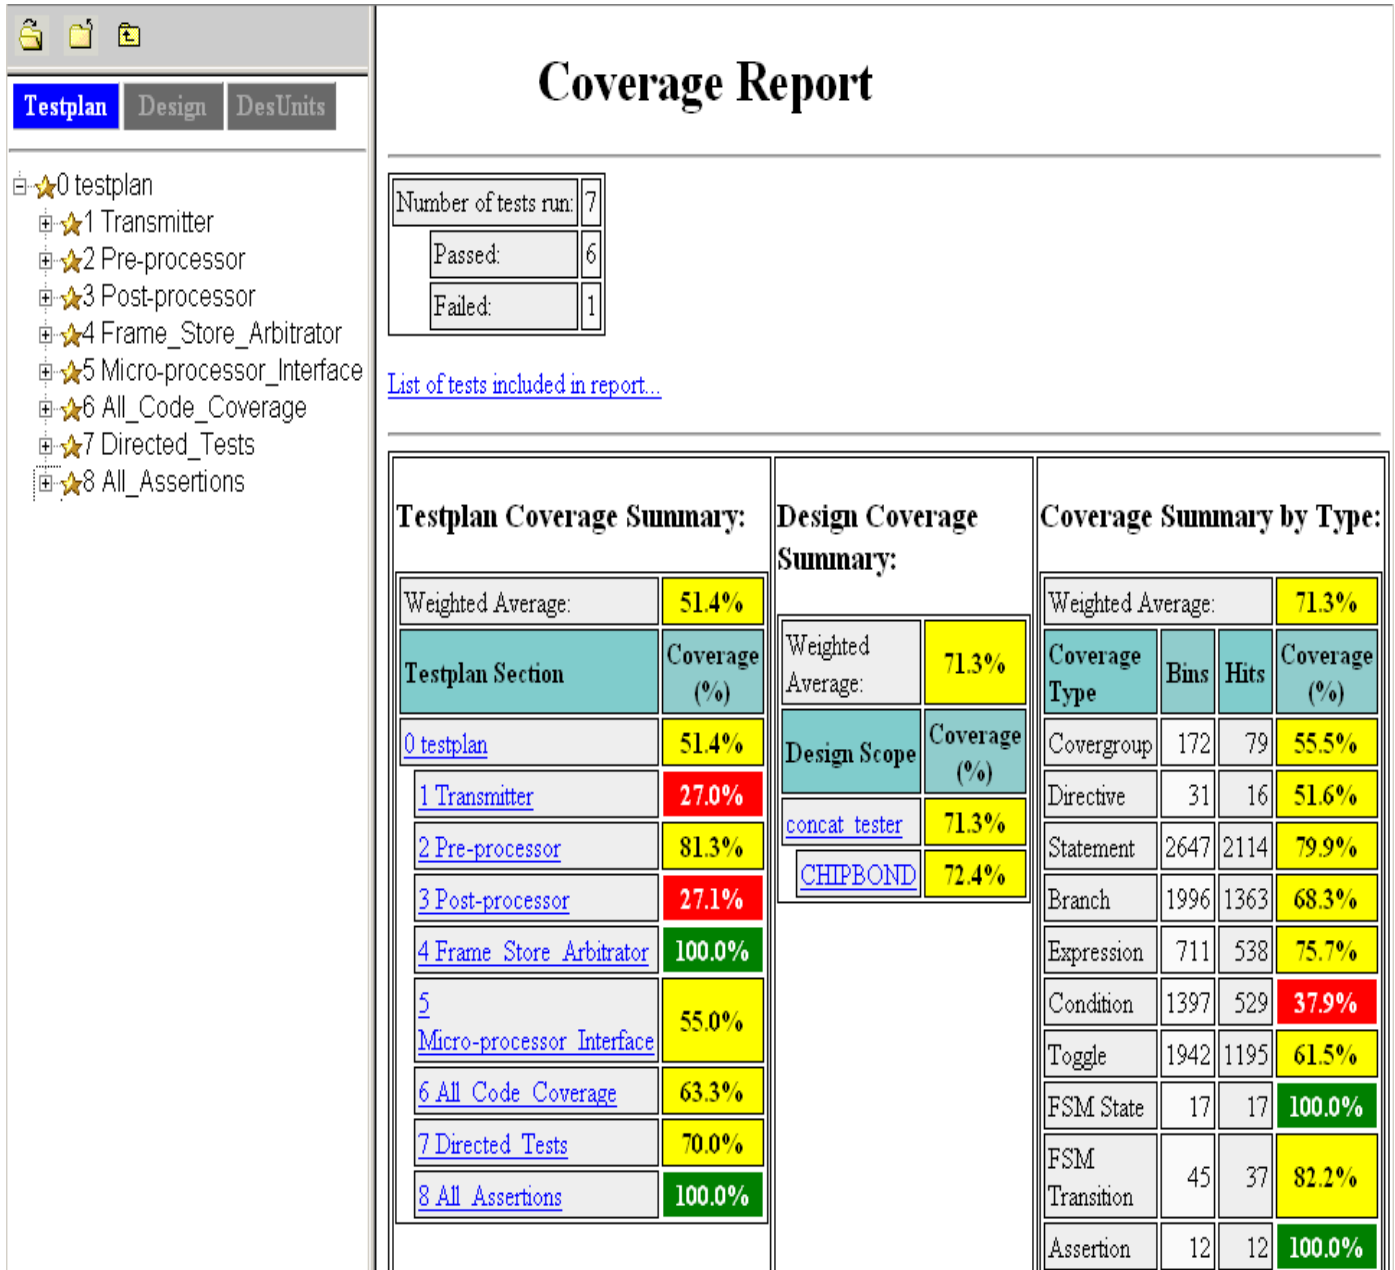 Testplan Design DesUnits
0 testplan
1 Transmitter
2 Pre-processor
3 Post-processor
4 Frame_Store_Arbitrator
5 Micro-processor_Interface
6 All_Code_Coverage
7 Directed_Tests
8 All_Assertions
Coverage Report
Number of tests run: 7
Passed: 6
Failed: 1
List of tests included in report...
Testplan Coverage Summary:
Weighted Average: 51.4%
Testplan Section Coverage (%)
0 testplan 51.4%
1 Transmitter 27.0%
2 Pre-processor 81.3%
3 Post-processor 27.1%
4 Frame_Store_Arbitrator 100.0%
5
Micro-processor_Interface 55.0%
6 All_Code_Coverage 63.3%
7 Directed_Tests 70.0%
8 All_Assertions 100.0%
Design Coverage
Summary:
Weighted
Average: 71.3%
Design Scope Coverage (%)
concat_tester 71.3%
CHIPBOND 72.4%
Coverage Summary by Type:
Weighted Average: 71.3%
Coverage Type Bins Hits Coverage (%)
Covergroup 172 79 55.5%
Directive 31 16 51.6%
Statement 2647 2114 79.9%
Branch 1996 1363 68.3%
Expression 711 538 75.7%
Condition 1397 529 37.9%
Toggle 1942 1195 61.5%
FSM State 17 17 100.0%
FSM
Transition 45 37 82.2%
Assertion 12 12 100.0%